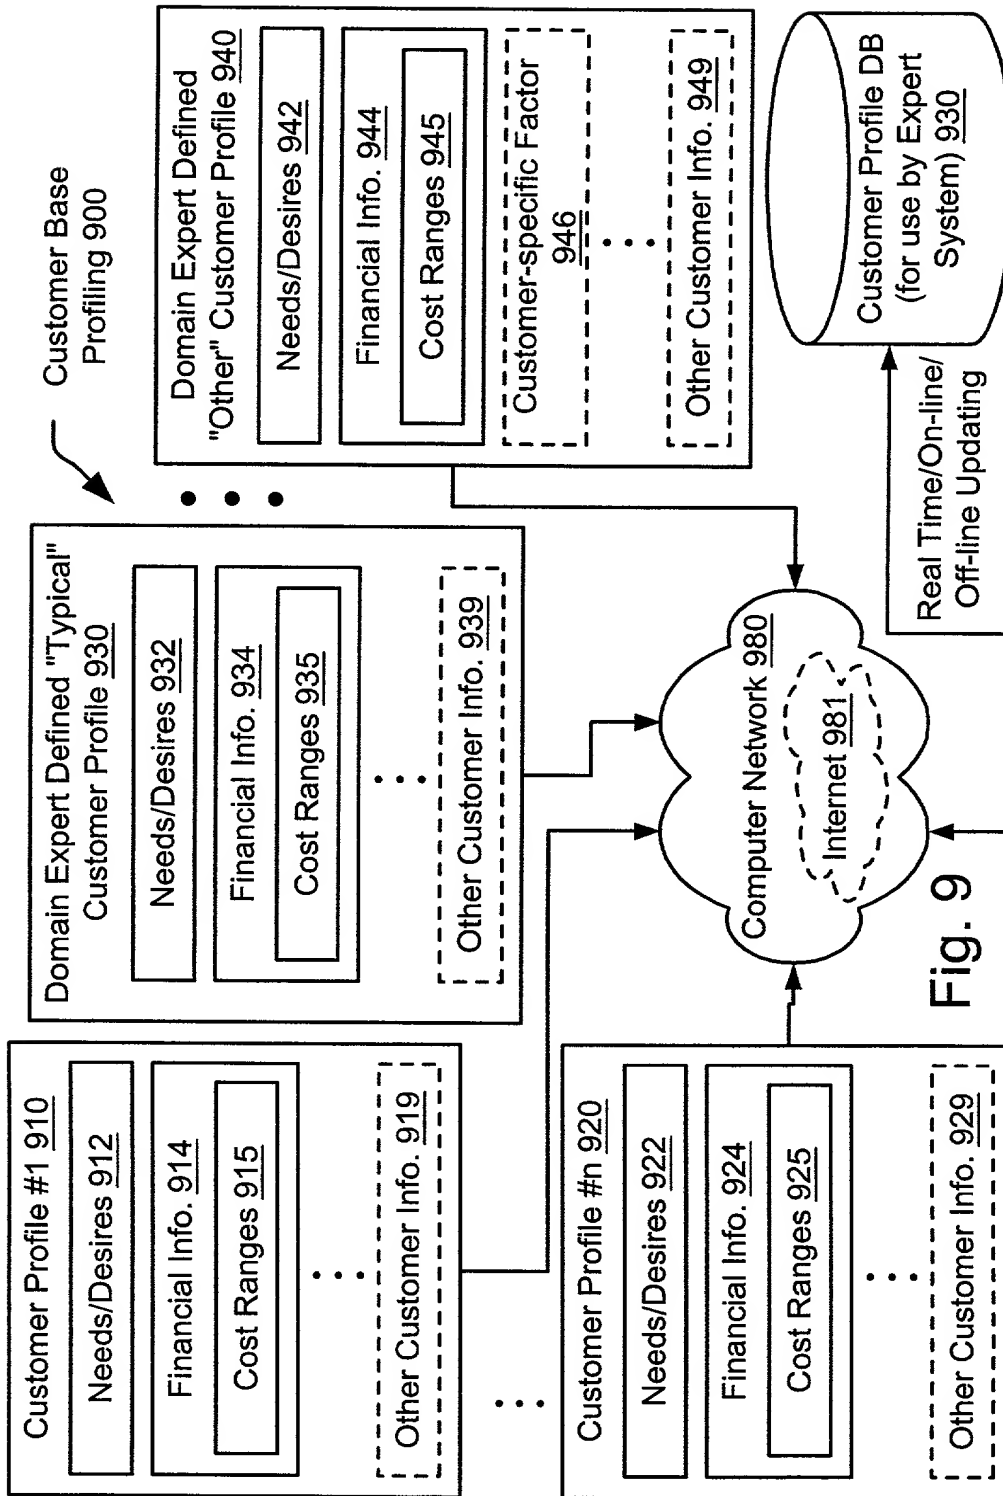 Customer Base
Profiling 900
Customer Profile #1 910
Needs/Desires 912
Financial Info. 914
Cost Ranges 915
Other Customer Info. 919
Domain Expert Defined "Typical"
Customer Profile 930
Needs/Desires 932
Financial Info. 934
Cost Ranges 935
Other Customer Info. 939
Domain Expert Defined
"Other" Customer Profile 940
Needs/Desires 942
Financial Info. 944
Cost Ranges 945
Customer-specific Factor
946
Other Customer Info. 949
Customer Profile #n 920
Needs/Desires 922
Financial Info. 924
Cost Ranges 925
Other Customer Info. 929
Computer Network 980
Internet 981
Real Time/On-line/
Off-line Updating
Customer Profile DB
(for use by Expert
System) 930
Fig. 9